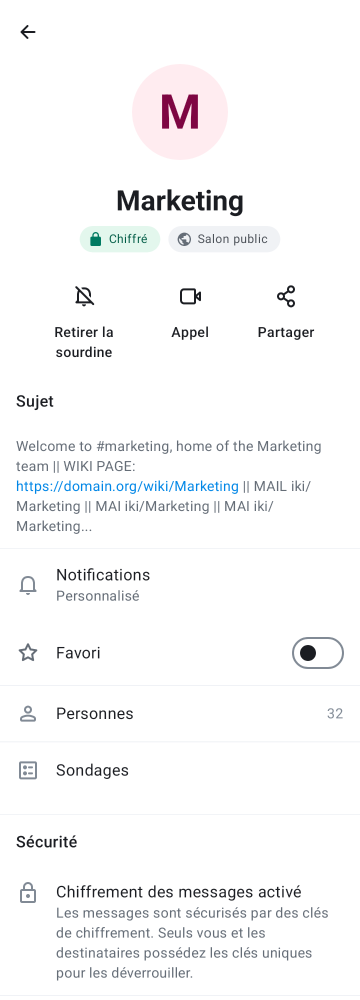 M
Marketing
Chiffré
Salon public
Retirer la
sourdine
Appel
Partager
Sujet
Welcome to #marketing, home of the Marketing
team || WIKI PAGE:
https://domain.org/wiki/Marketing || MAIL iki/
Marketing || MAI iki/Marketing || MAI iki/
Marketing...
Notifications
Personnalisé
Favori
Personnes 32
Sondages
Sécurité
Chiffrement des messages activé
Les messages sont sécurisés par des clés
de chiffrement. Seuls vous et les
destinataires possédez les clés uniques
pour les déverrouiller.